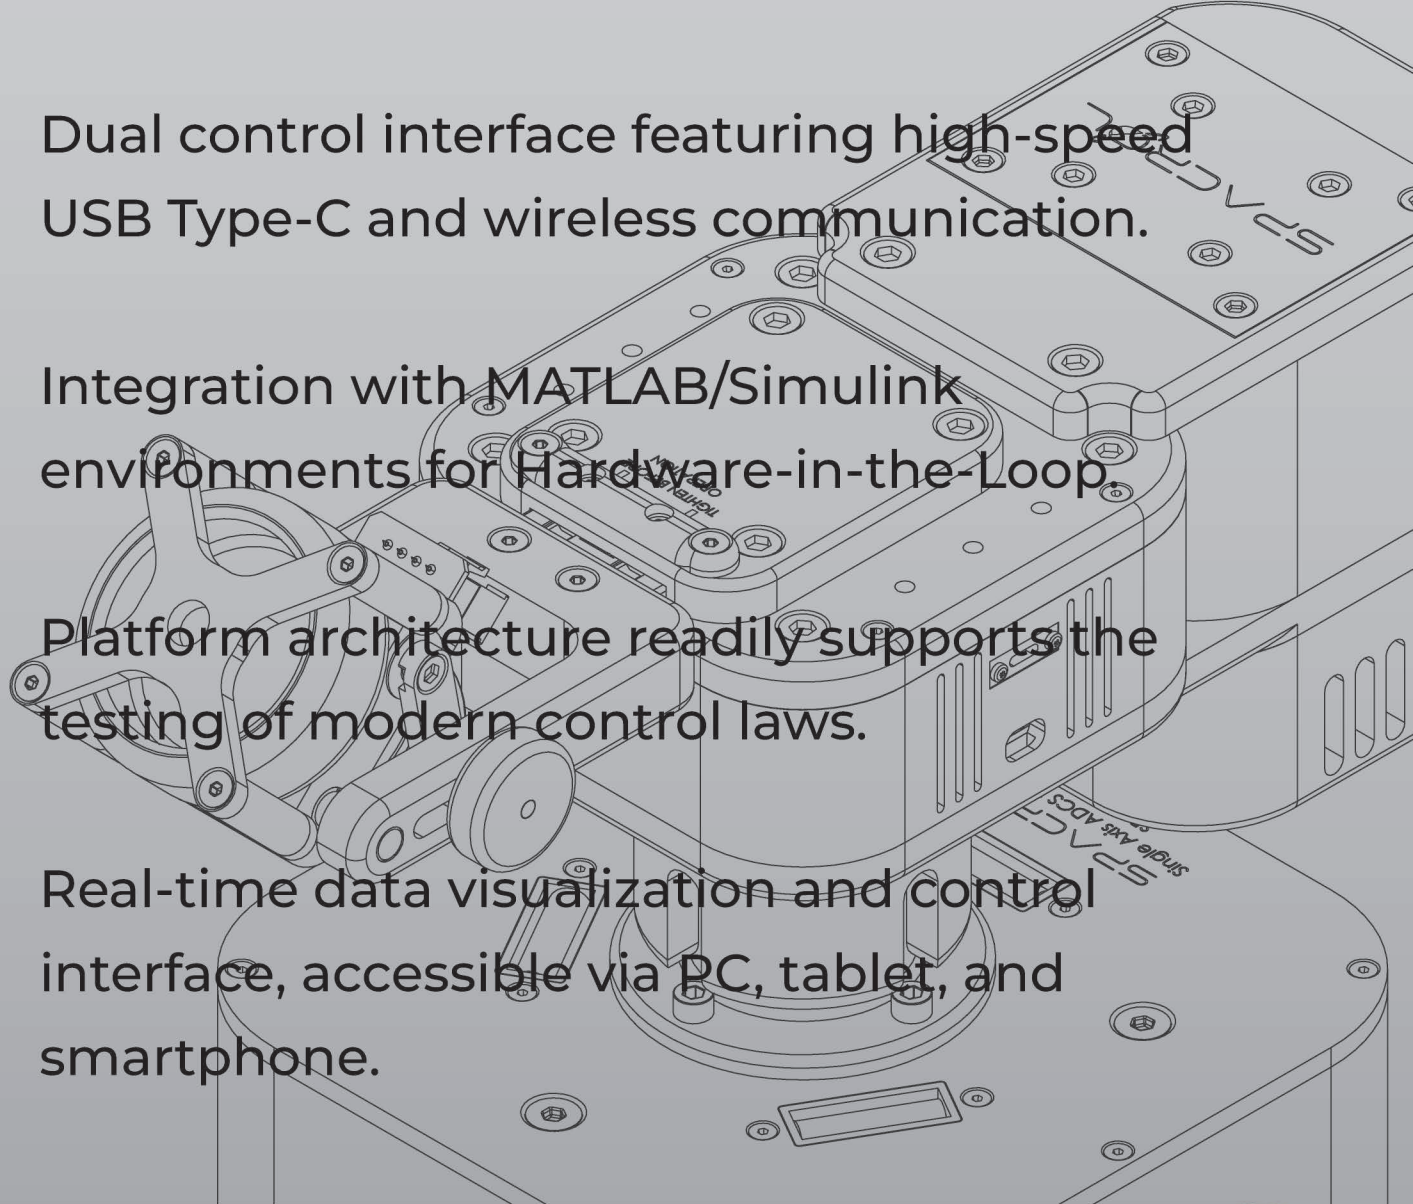 Dual control interface featuring high-speed
USB Type-C and wireless communication.
Integration with MATLAB/Simulink
environments for Hardware-in-the-Loop.
Platform architecture readily supports the
testing of modern control laws.
Real-time data visualization and control
interface, accessible via PC, tablet, and
smartphone.
Single Axis ADCS